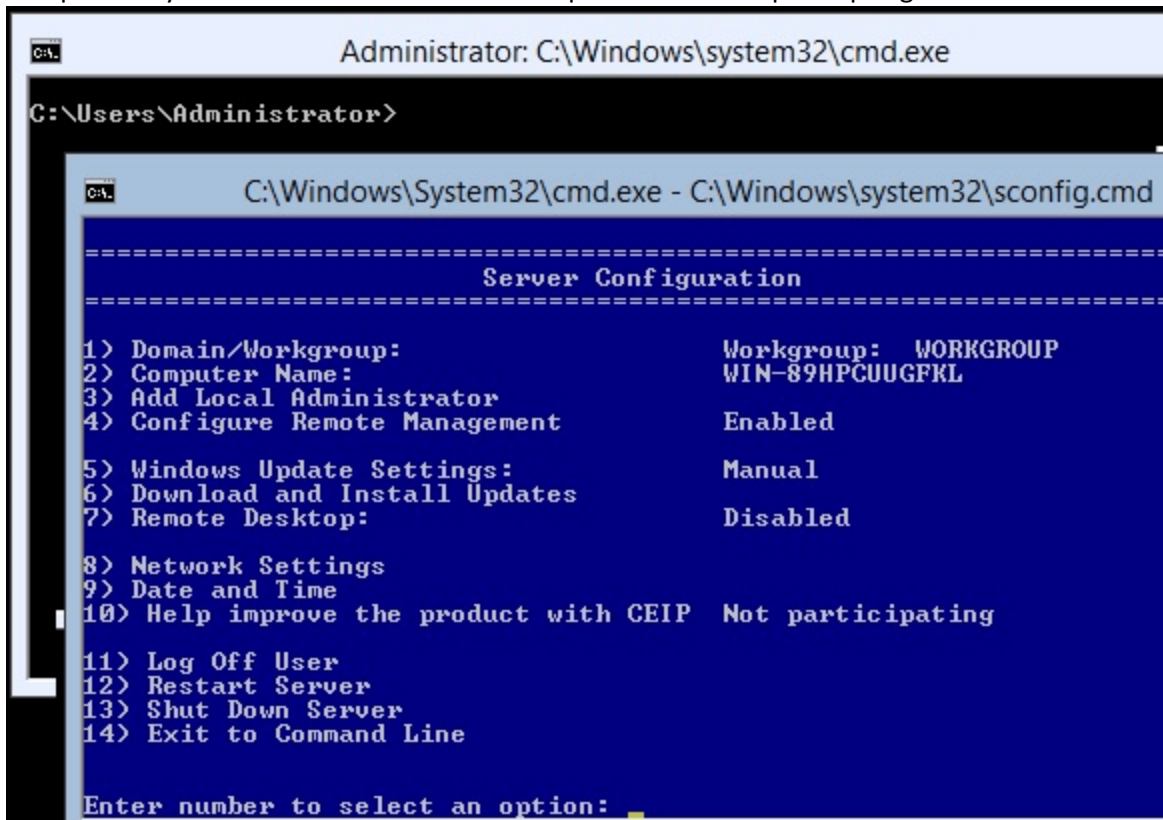 Administrator: C:\Windows\system32\cmd.exe
C:\Users\Administrator>
C:\Windows\System32\cmd.exe - C:\Windows\system32\sconfig.cmd
===================================================================
Server Configuration
===================================================================
1) Domain/Workgroup: Workgroup: WORKGROUP
2) Computer Name: WIN-89HPCUUGFKL
3) Add Local Administrator
4) Configure Remote Management Enabled
5) Windows Update Settings: Manual
6) Download and Install Updates
7) Remote Desktop: Disabled
8) Network Settings
9) Date and Time
10) Help improve the product with CEIP Not participating
11) Log Off User
12) Restart Server
13) Shut Down Server
14) Exit to Command Line
Enter number to select an option: